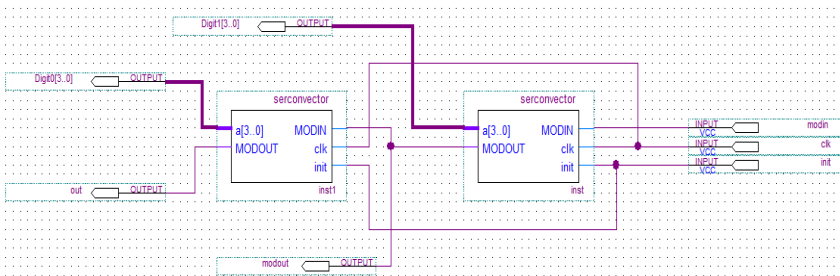 Digit1[3..0] OUTPUT
Digit0[3..0] OUTPUT
serconvector
a[3..0] MODIN
MODOUT clk
init
inst1
serconvector
a[3..0] MODIN
MODOUT clk
init
inst
INPUT VCC modin
INPUT VCC clk
INPUT VCC init
out OUTPUT
modout OUTPUT